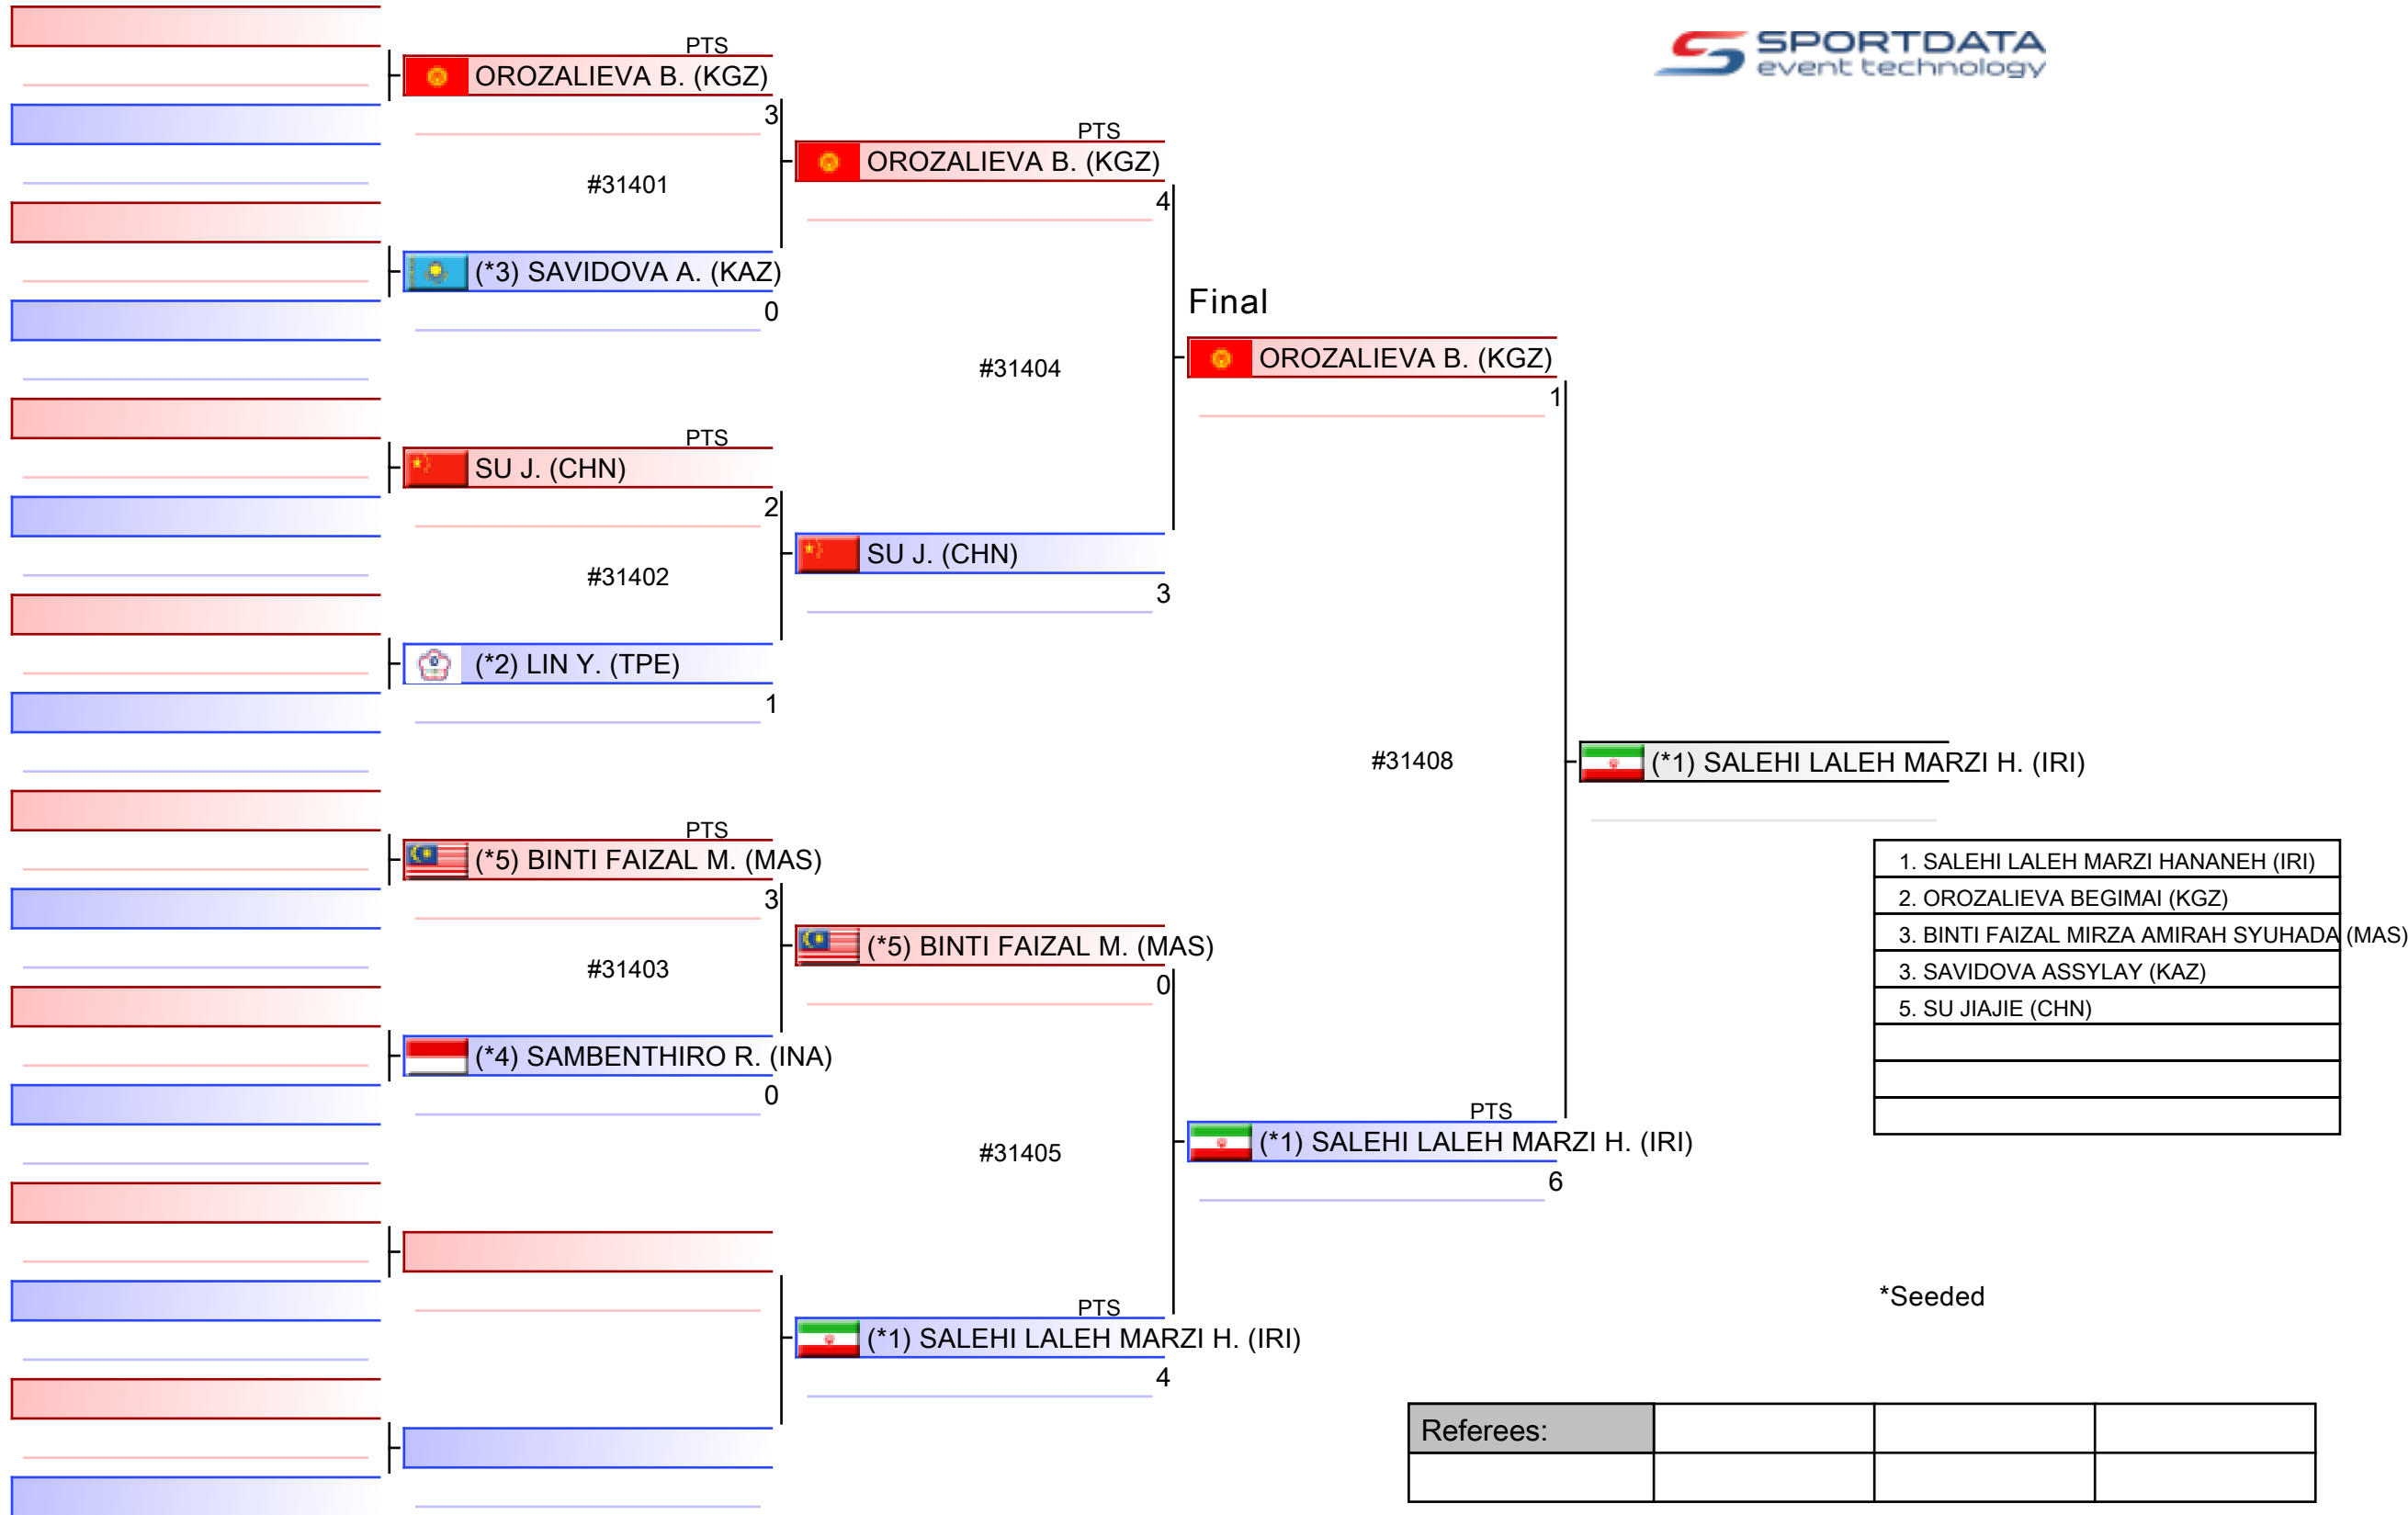 SPORTDATA
event technology
PTS
OROZALIEVA B. (KGZ)
3
#31401
(*3) SAVIDOVA A. (KAZ)
0
PTS
SU J. (CHN)
2
#31402
(*2) LIN Y. (TPE)
1
PTS
(*5) BINTI FAIZAL M. (MAS)
3
#31403
(*4) SAMBENTHIRO R. (INA)
0
PTS
OROZALIEVA B. (KGZ)
4
#31404
SU J. (CHN)
3
(*5) BINTI FAIZAL M. (MAS)
0
#31405
PTS
(*1) SALEHI LALEH MARZI H. (IRI)
4
Final
OROZALIEVA B. (KGZ)
1
#31408
PTS
(*1) SALEHI LALEH MARZI H. (IRI)
6
(*1) SALEHI LALEH MARZI H. (IRI)
1. SALEHI LALEH MARZI HANANEH (IRI)
2. OROZALIEVA BEGIMAI (KGZ)
3. BINTI FAIZAL MIRZA AMIRAH SYUHADA (MAS)
3. SAVIDOVA ASSYLAY (KAZ)
5. SU JIAJIE (CHN)
*Seeded
Referees: